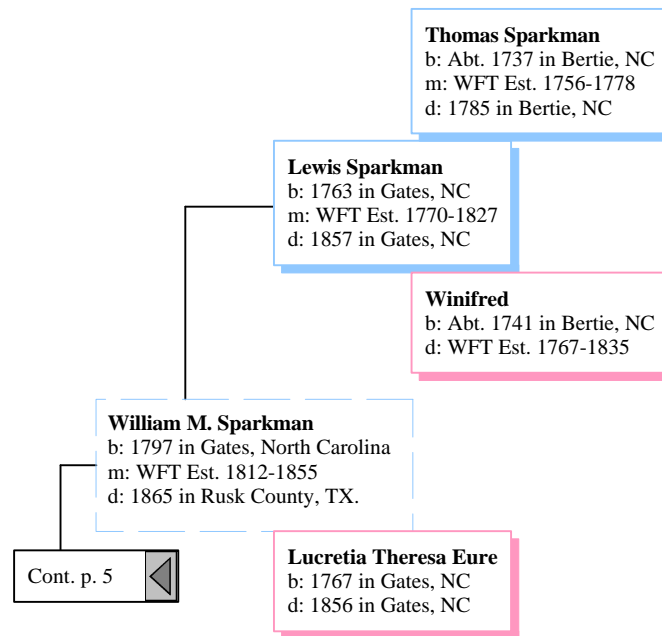 Thomas Sparkman
b: Abt. 1737 in Bertie, NC
m: WFT Est. 1756-1778
d: 1785 in Bertie, NC
Lewis Sparkman
b: 1763 in Gates, NC
m: WFT Est. 1770-1827
d: 1857 in Gates, NC
Winifred
b: Abt. 1741 in Bertie, NC
d: WFT Est. 1767-1835
William M. Sparkman
b: 1797 in Gates, North Carolina
m: WFT Est. 1812-1855
d: 1865 in Rusk County, TX.
Lucretia Theresa Eure
b: 1767 in Gates, NC
d: 1856 in Gates, NC
Cont. p. 5